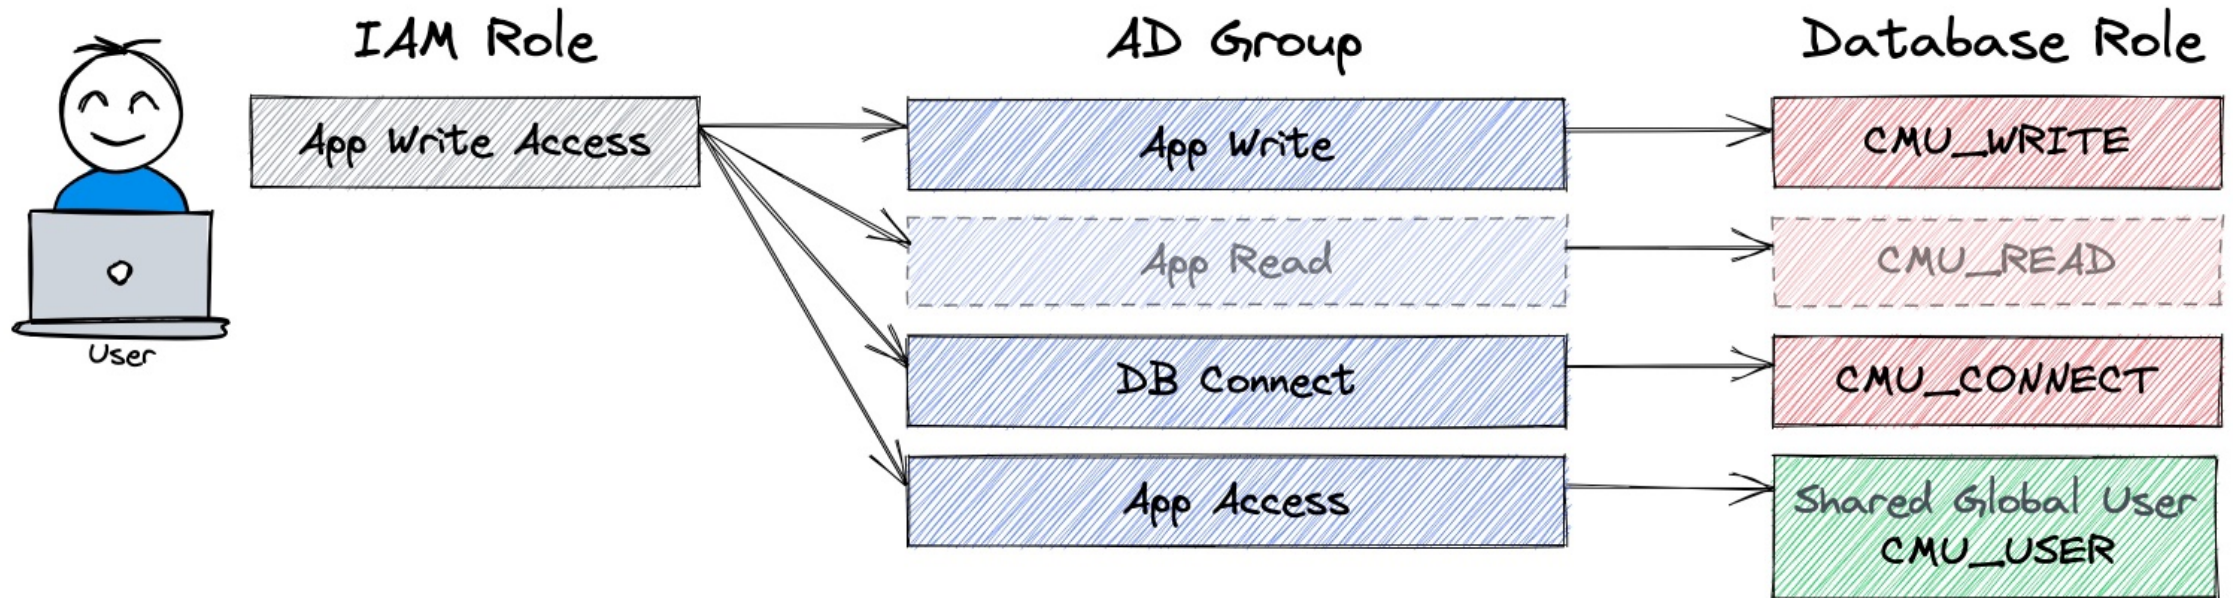 IAM Role
AD Group
Database Role
App Write Access
App Write
CMU_WRITE
App Read
CMU_READ
User
DB Connect
CMU_CONNECT
App Access
Shared Global User
CMU_USER